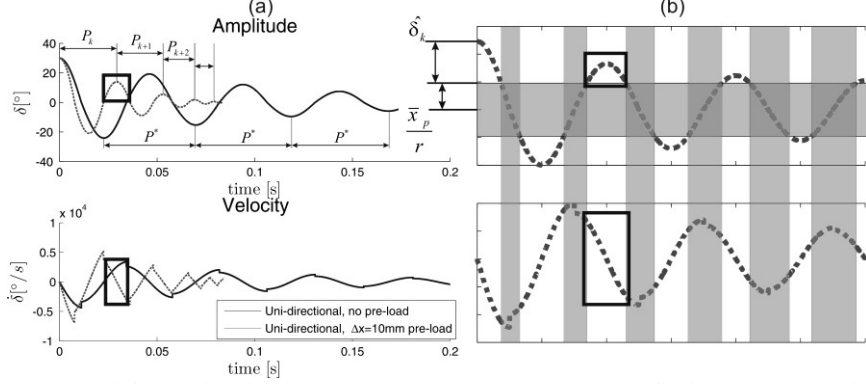 (a)
Amplitude
P_k
P_{k+1}
P_{k+2}
40
20
0
-20
-40
δ[°]
P*
P*
P*
0
0.05
0.1
0.15
0.2
time [s]
Velocity
x 10⁴
1
0.5
0
-0.5
-1
δ̇[°/s]
Uni-directional, no pre-load
Uni-directional, Δx=10mm pre-load
0
0.05
0.1
0.15
0.2
time [s]
(b)
δ̂_k
x̄_p
r